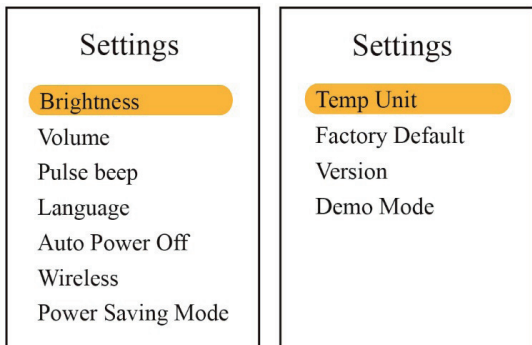 Settings
Brightness
Volume
Pulse beep
Language
Auto Power Off
Wireless
Power Saving Mode
Settings
Temp Unit
Factory Default
Version
Demo Mode